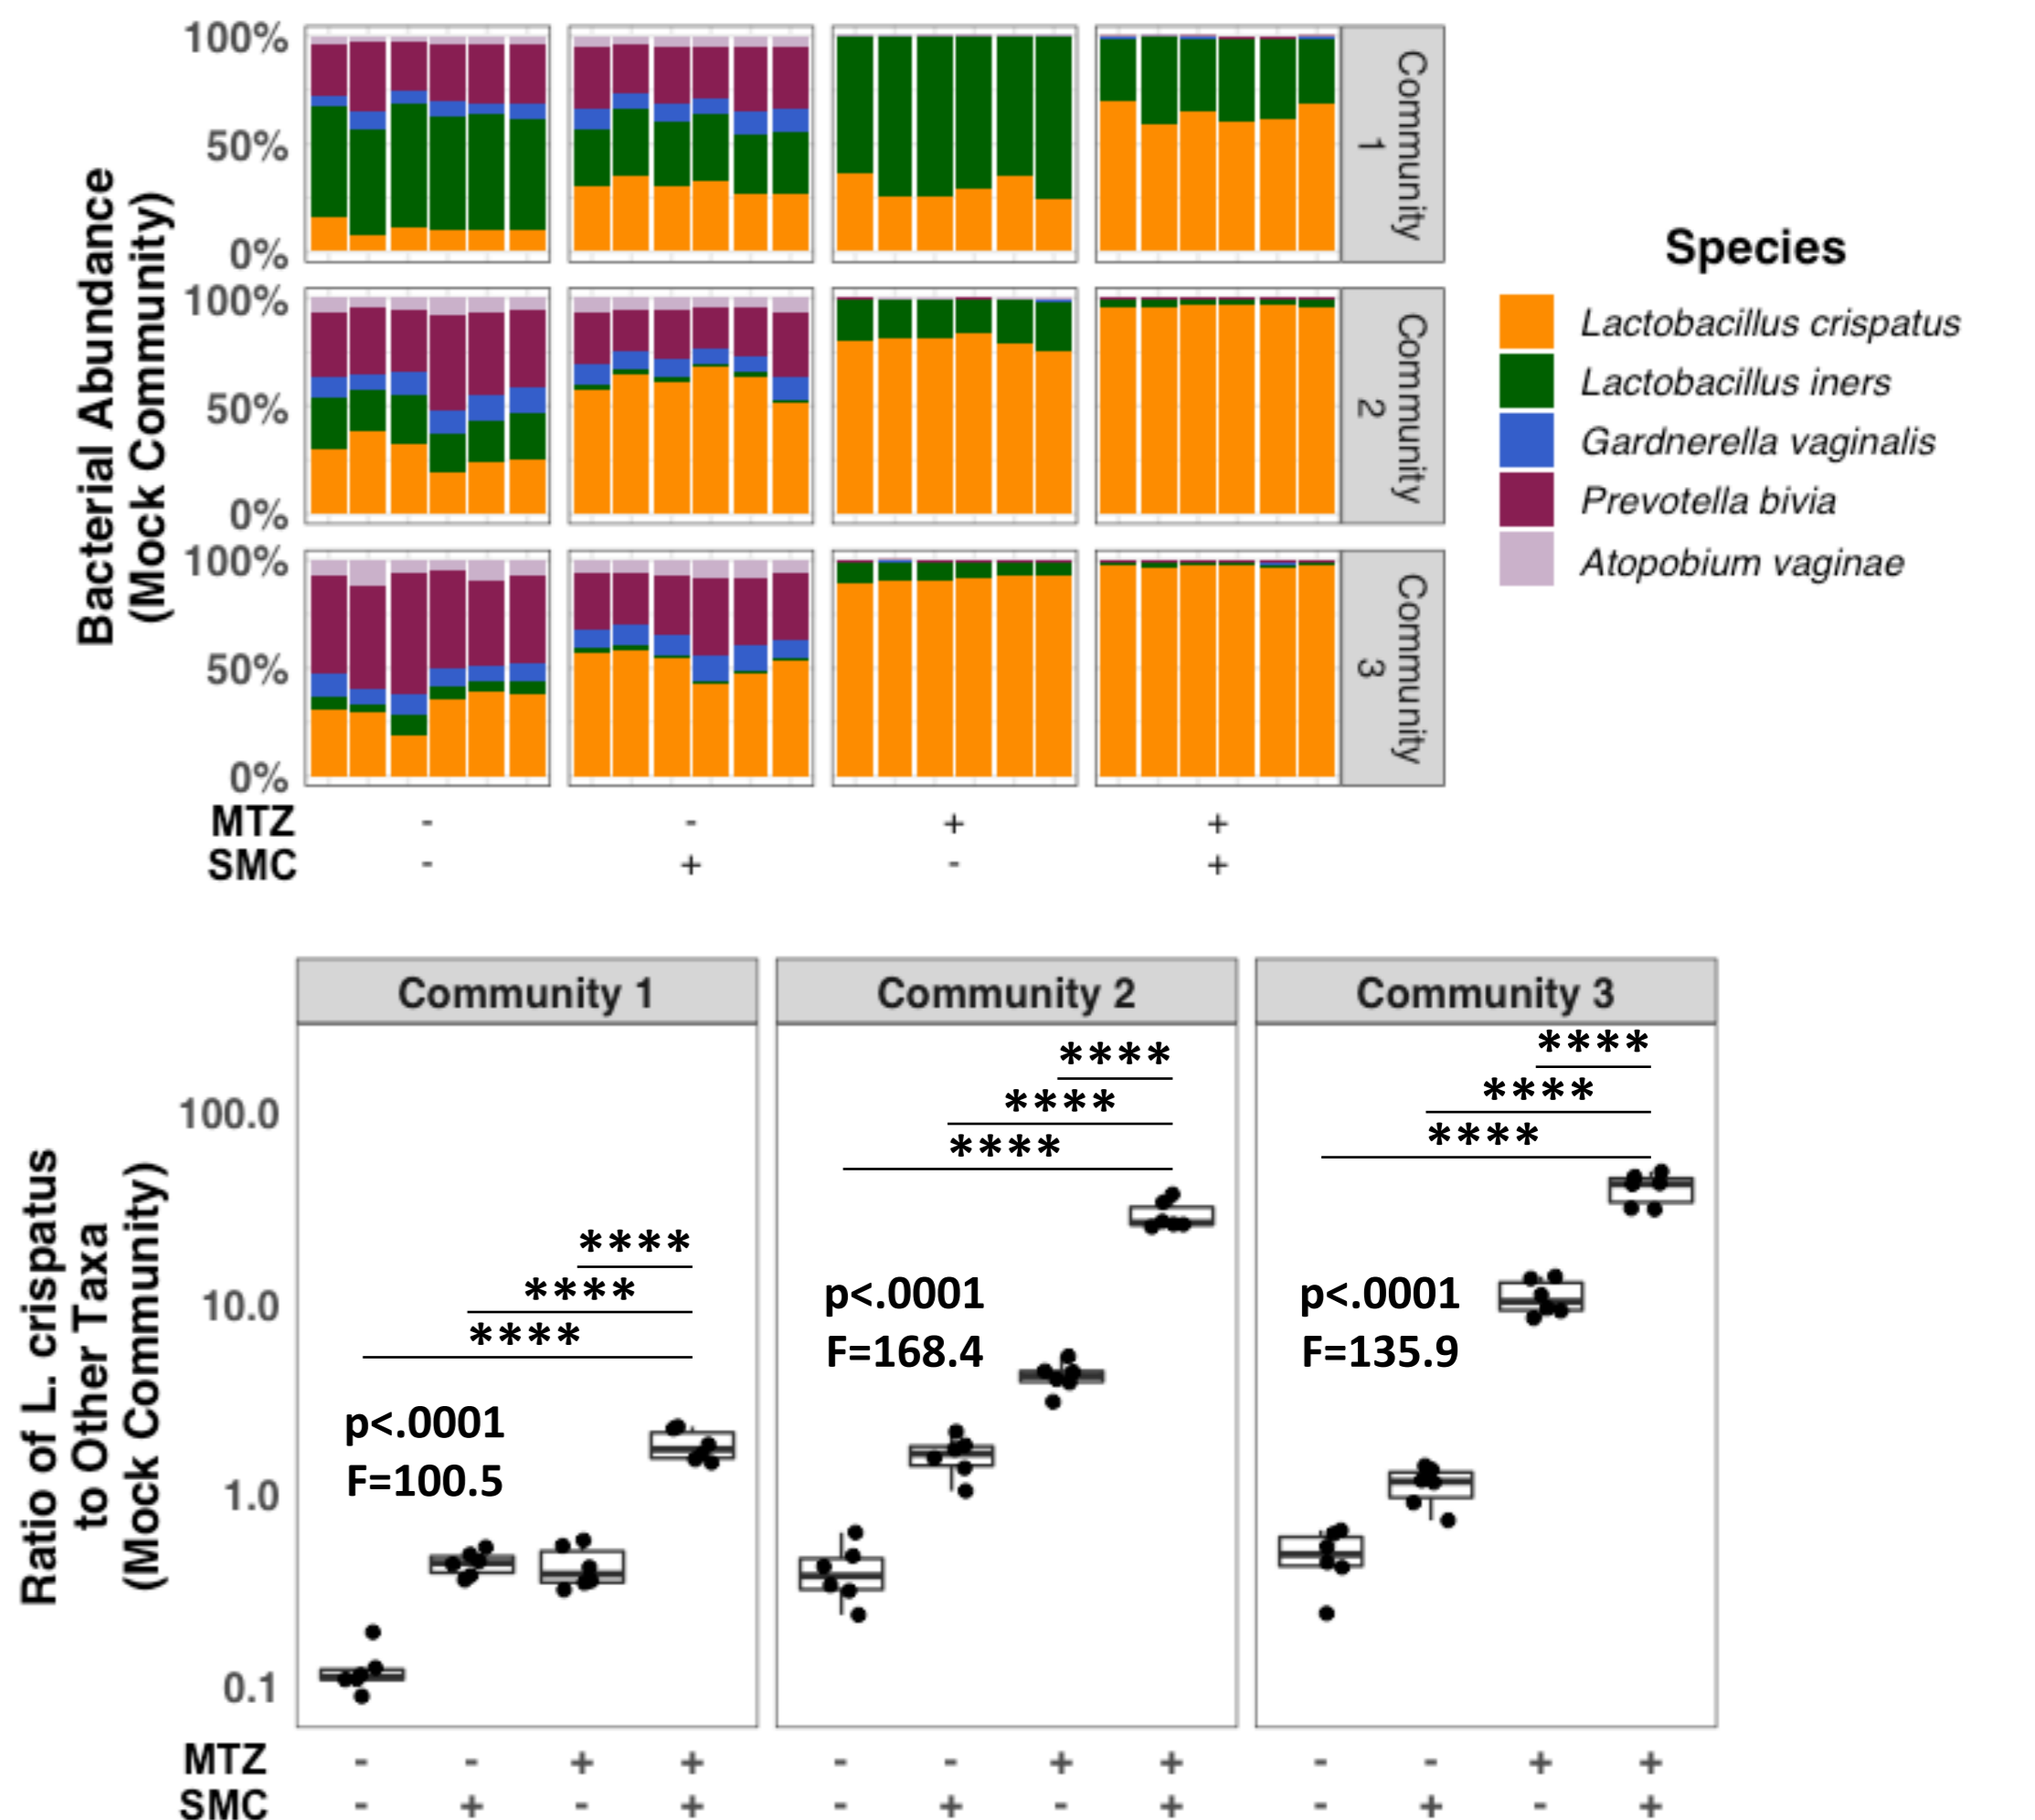 Bacterial Abundance
(Mock Community)
100%
50%
0%
Community
1
100%
50%
0%
Community
2
100%
50%
0%
Community
3
MTZ - - + +
SMC - + - +
Species
Lactobacillus crispatus
Lactobacillus iners
Gardnerella vaginalis
Prevotella bivia
Atopobium vaginae
Ratio of L. crispatus
to Other Taxa
(Mock Community)
100.0
10.0
1.0
0.1
Community 1
****
****
****
p<.0001
F=100.5
Community 2
****
****
****
p<.0001
F=168.4
Community 3
****
****
****
p<.0001
F=135.9
MTZ - - + + - - + + - - + +
SMC - + - + - + - + - + - +